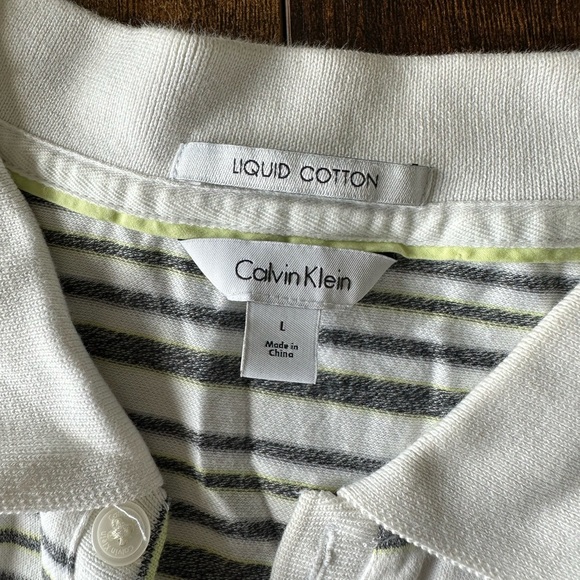 LIQUID COTTON
Calvin Klein
L
Made in
China